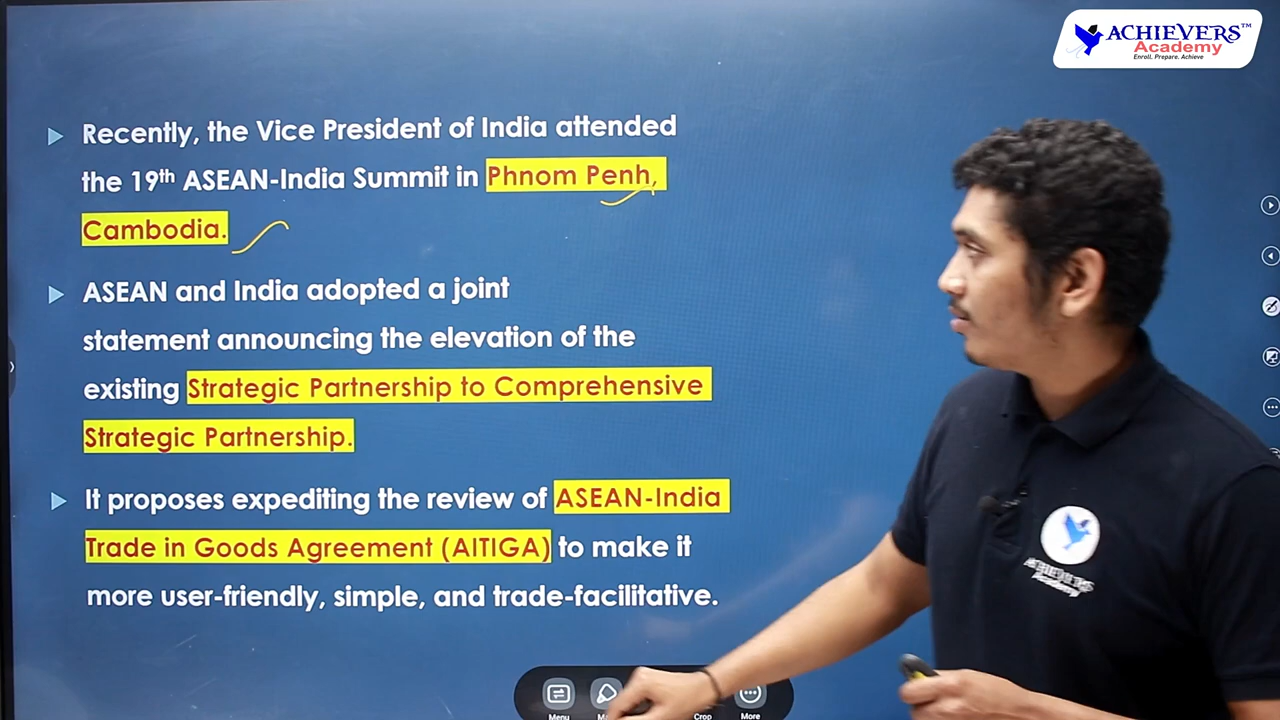 ACHIEVERS™
Academy
Enroll. Prepare. Achieve
Recently, the Vice President of India attended
the 19th ASEAN-India Summit in Phnom Penh,
Cambodia.
ASEAN and India adopted a joint
statement announcing the elevation of the
existing Strategic Partnership to Comprehensive
Strategic Partnership.
It proposes expediting the review of ASEAN-India
Trade in Goods Agreement (AITIGA) to make it
more user-friendly, simple, and trade-facilitative.
ACHIEVERS
Academy
Menu
Crop
More